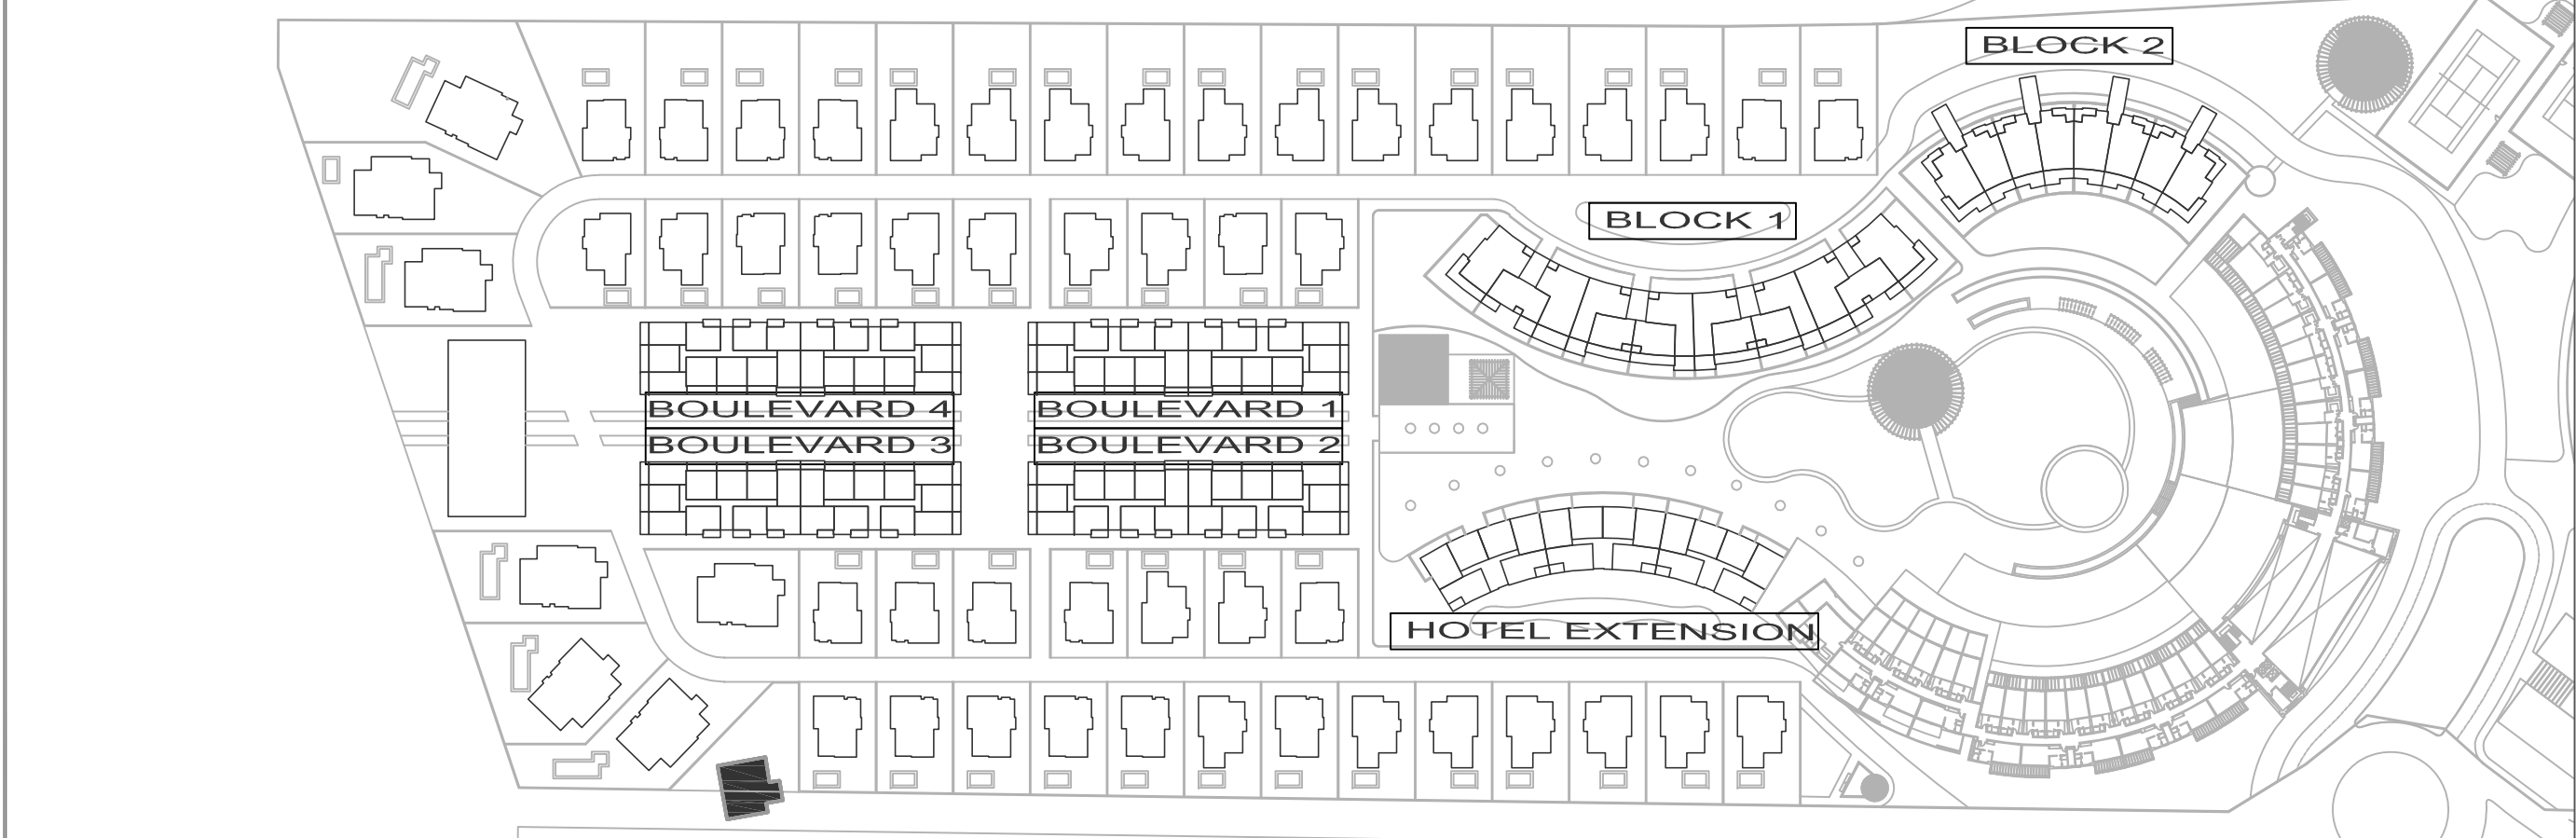 BLOCK 2
BLOCK 1
BOULEVARD 4
BOULEVARD 1
BOULEVARD 3
BOULEVARD 2
HOTEL EXTENSION